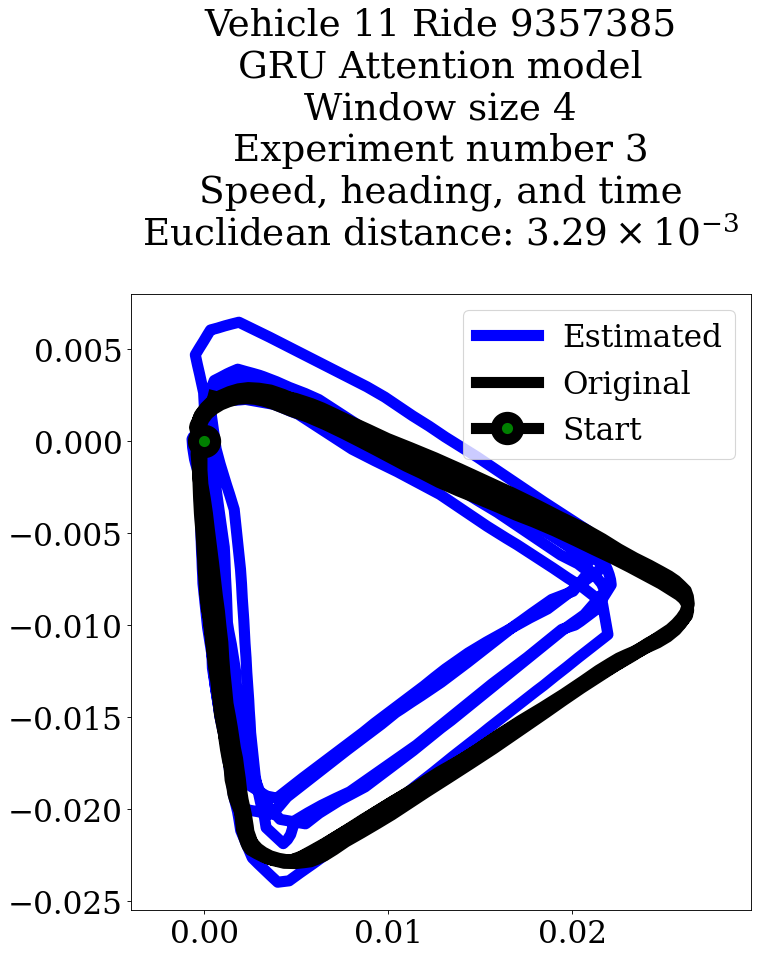 Vehicle 11 Ride 9357385
GRU Attention model
Window size 4
Experiment number 3
Speed, heading, and time
Euclidean distance: 3.29 × 10⁻³
Estimated
Original
Start
0.005
0.000
−0.005
−0.010
−0.015
−0.020
−0.025
0.00 0.01 0.02